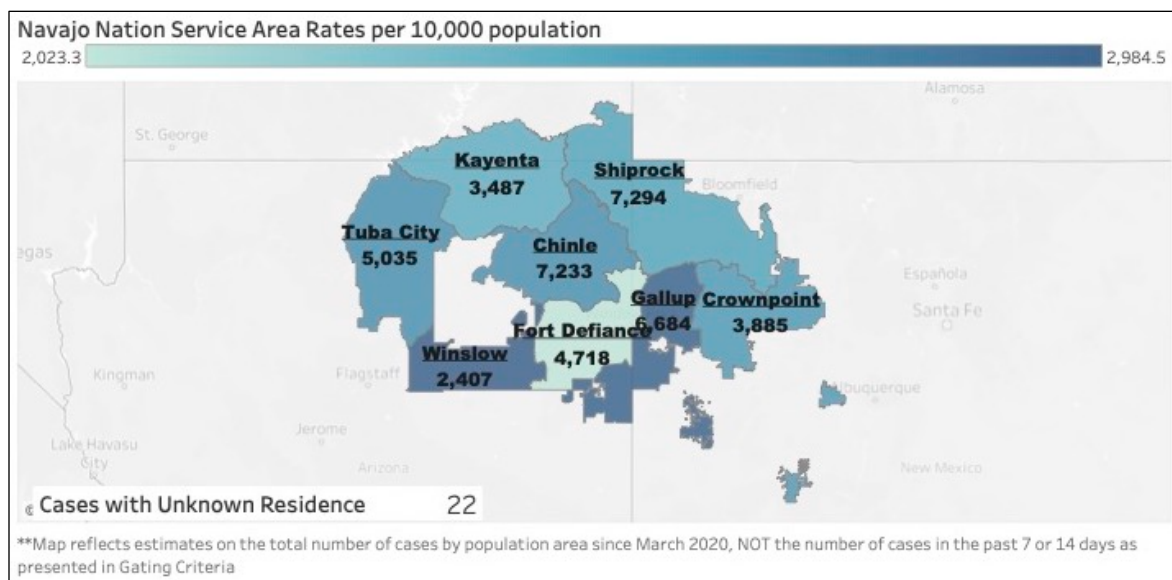 Navajo Nation Service Area Rates per 10,000 population
2,023.3
2,984.5
Alamosa
St. George
Kayenta
3,487
Shiprock
7,294
Bloomfield
Tuba City
5,035
Chinle
7,233
egas
Española
Gallup
6,684
Crownpoint
3,885
Santa Fe
Fort Defiance
4,718
Winslow
2,407
Kingman
Flagstaff
Albuquerque
Jerome
Lake Havasu
City
Arizona
New Mexico
© Cases with Unknown Residence 22
**Map reflects estimates on the total number of cases by population area since March 2020, NOT the number of cases in the past 7 or 14 days as
presented in Gating Criteria